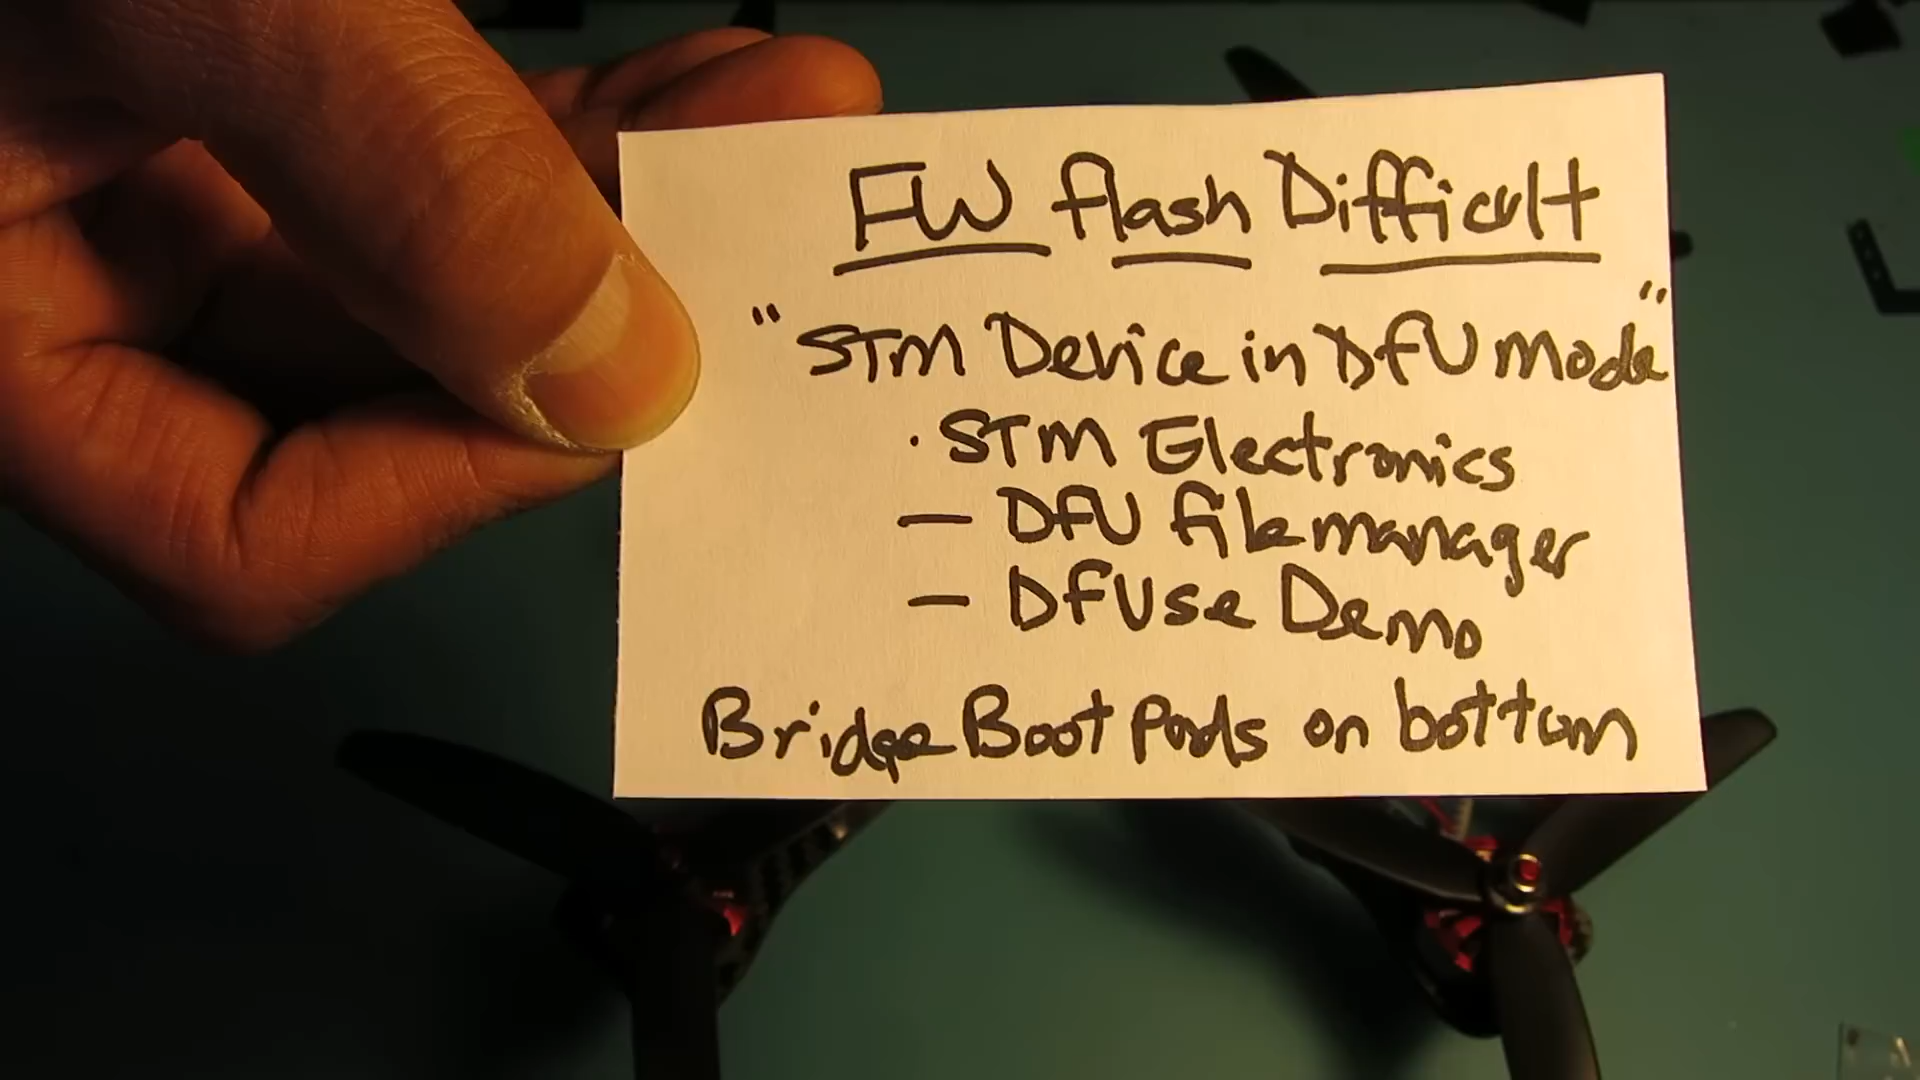 FW flash Difficult
"STM Device in DFU mode"
· STM Electronics
— DFU file manager
— DFUse Demo
Bridge Boot Pads on bottom